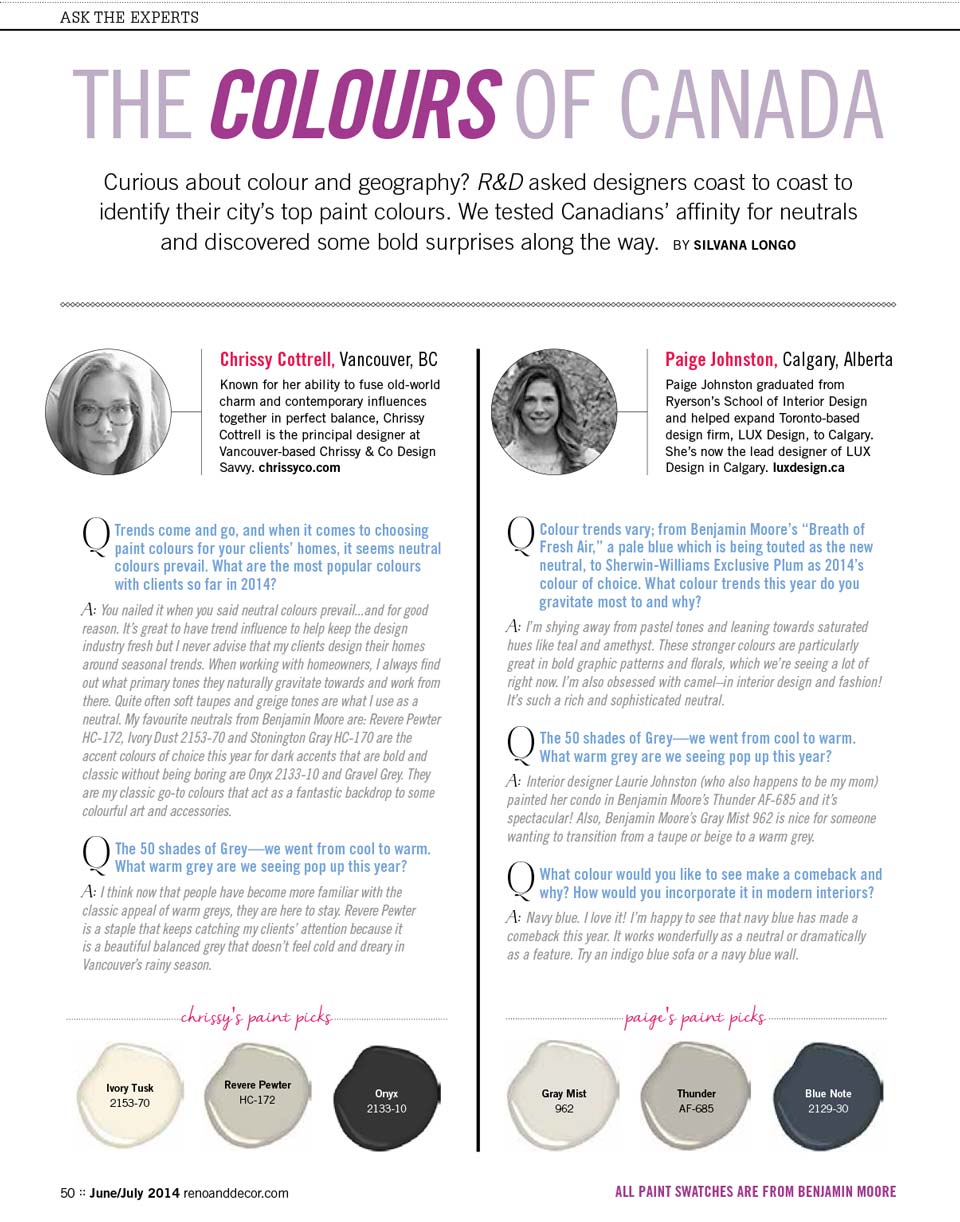 ASK THE EXPERTS
THE COLOURS OF CANADA
Curious about colour and geography? R&D asked designers coast to coast to
identify their city's top paint colours. We tested Canadians' affinity for neutrals
and discovered some bold surprises along the way. BY SILVANA LONGO
Chrissy Cottrell, Vancouver, BC
Known for her ability to fuse old-world
charm and contemporary influences
together in perfect balance, Chrissy
Cottrell is the principal designer at
Vancouver-based Chrissy & Co Design
Savvy. chrissyco.com
Q Trends come and go, and when it comes to choosing
paint colours for your clients' homes, it seems neutral
colours prevail. What are the most popular colours
with clients so far in 2014?
A: You nailed it when you said neutral colours prevail...and for good
reason. It's great to have trend influence to help keep the design
industry fresh but I never advise that my clients design their homes
around seasonal trends. When working with homeowners, I always find
out what primary tones they naturally gravitate towards and work from
there. Quite often soft taupes and greige tones are what I use as a
neutral. My favourite neutrals from Benjamin Moore are: Revere Pewter
HC-172, Ivory Dust 2153-70 and Stonington Gray HC-170 are the
accent colours of choice this year for dark accents that are bold and
classic without being boring are Onyx 2133-10 and Gravel Grey. They
are my classic go-to colours that act as a fantastic backdrop to some
colourful art and accessories.
Q The 50 shades of Grey—we went from cool to warm.
What warm grey are we seeing pop up this year?
A: I think now that people have become more familiar with the
classic appeal of warm greys, they are here to stay. Revere Pewter
is a staple that keeps catching my clients' attention because it
is a beautiful balanced grey that doesn't feel cold and dreary in
Vancouver's rainy season.
chrissy's paint picks
Ivory Tusk
2153-70
Revere Pewter
HC-172
Onyx
2133-10
Paige Johnston, Calgary, Alberta
Paige Johnston graduated from
Ryerson's School of Interior Design
and helped expand Toronto-based
design firm, LUX Design, to Calgary.
She's now the lead designer of LUX
Design in Calgary. luxdesign.ca
Q Colour trends vary; from Benjamin Moore's "Breath of
Fresh Air," a pale blue which is being touted as the new
neutral, to Sherwin-Williams Exclusive Plum as 2014's
colour of choice. What colour trends this year do you
gravitate most to and why?
A: I'm shying away from pastel tones and leaning towards saturated
hues like teal and amethyst. These stronger colours are particularly
great in bold graphic patterns and florals, which we're seeing a lot of
right now. I'm also obsessed with camel—in interior design and fashion!
It's such a rich and sophisticated neutral.
Q The 50 shades of Grey—we went from cool to warm.
What warm grey are we seeing pop up this year?
A: Interior designer Laurie Johnston (who also happens to be my mom)
painted her condo in Benjamin Moore's Thunder AF-685 and it's
spectacular! Also, Benjamin Moore's Gray Mist 962 is nice for someone
wanting to transition from a taupe or beige to a warm grey.
Q What colour would you like to see make a comeback and
why? How would you incorporate it in modern interiors?
A: Navy blue. I love it! I'm happy to see that navy blue has made a
comeback this year. It works wonderfully as a neutral or dramatically
as a feature. Try an indigo blue sofa or a navy blue wall.
paige's paint picks
Gray Mist
962
Thunder
AF-685
Blue Note
2129-30
50 :: June/July 2014 renoanddecor.com
ALL PAINT SWATCHES ARE FROM BENJAMIN MOORE